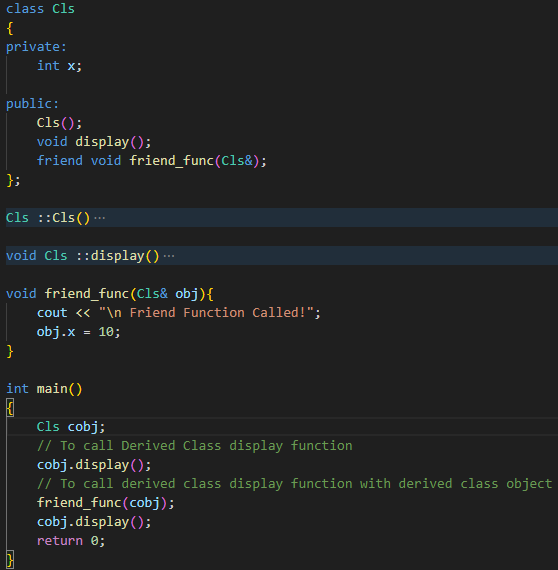 class Cls
{
private:
    int x;

public:
    Cls();
    void display();
    friend void friend_func(Cls&);
};

Cls ::Cls()···

void Cls ::display()···

void friend_func(Cls& obj){
    cout << "\n Friend Function Called!";
    obj.x = 10;
}

int main()
{
    Cls cobj;
    // To call Derived Class display function
    cobj.display();
    // To call derived class display function with derived class object
    friend_func(cobj);
    cobj.display();
    return 0;
}